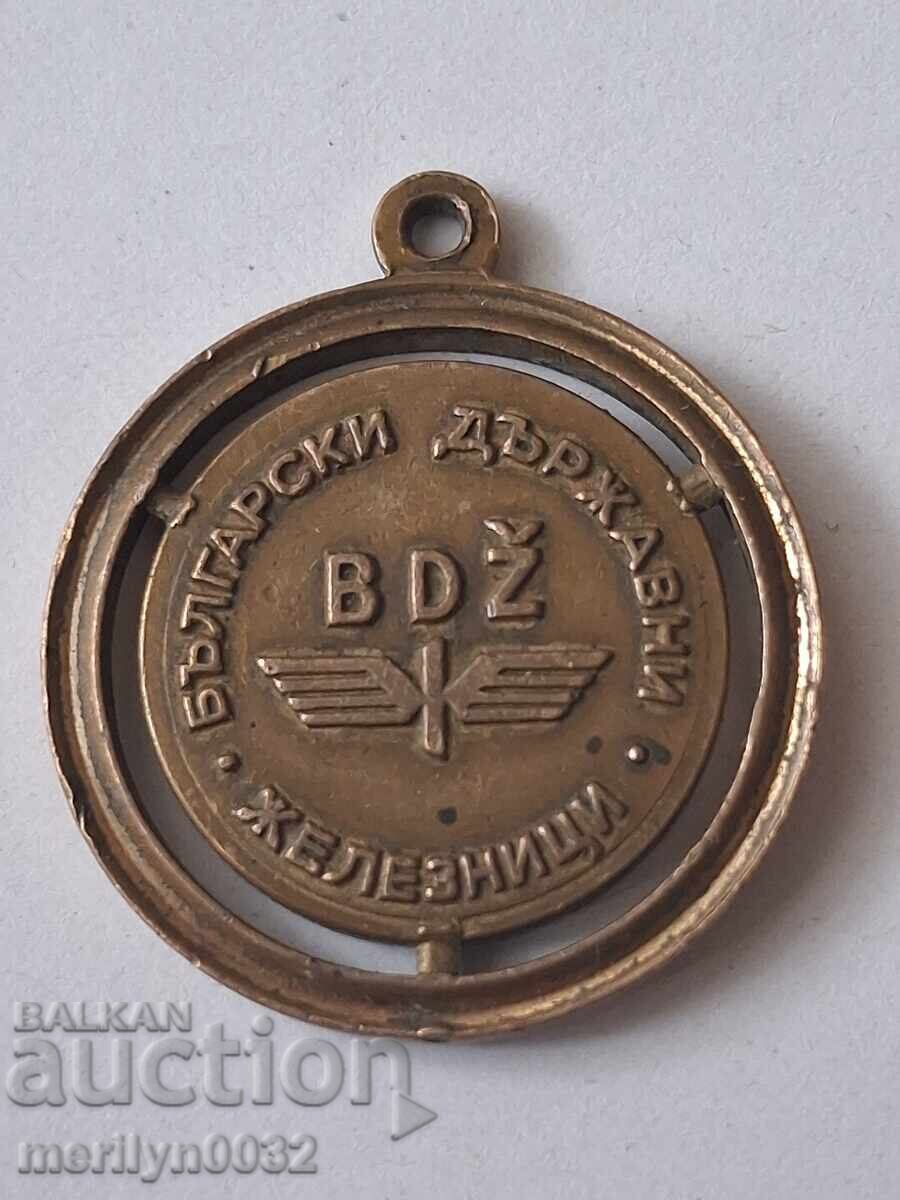 БЪЛГАРСКИ ДЪРЖАВНИ
BDŽ
• ЖЕЛЕЗНИЦИ •
BALKAN
auction
merilyn0032